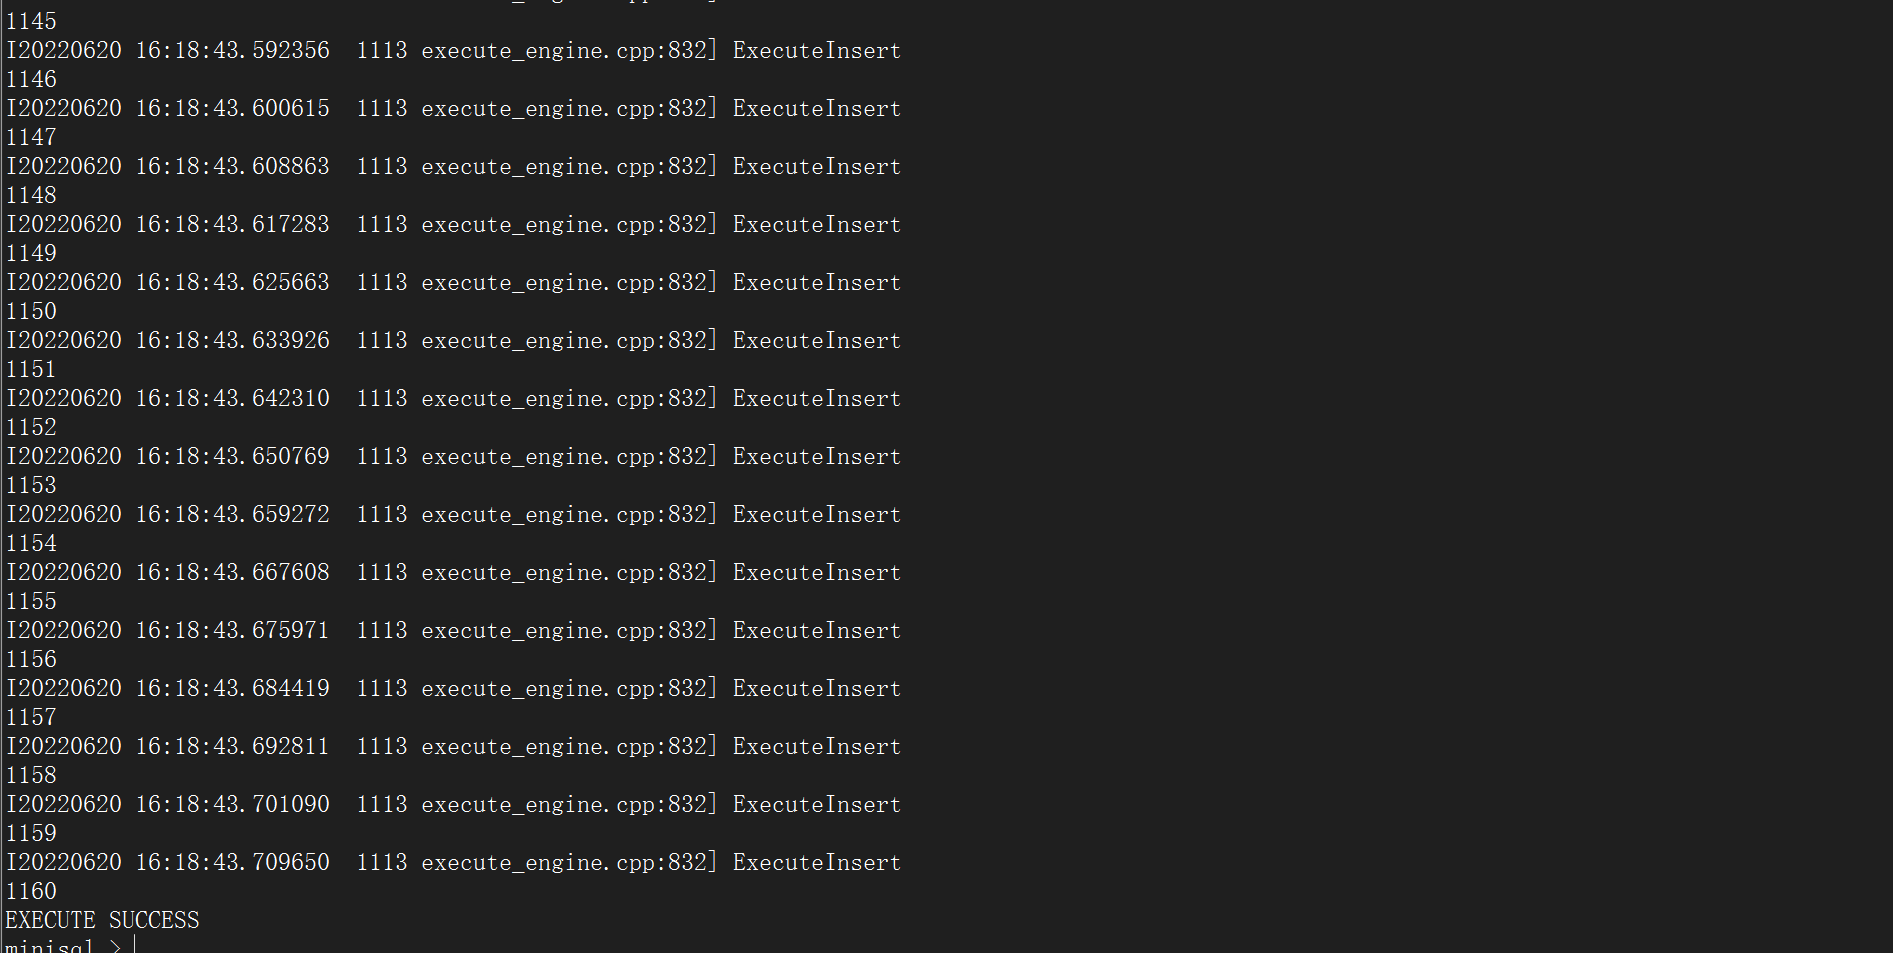 1145
I20220620 16:18:43.592356  1113 execute_engine.cpp:832] ExecuteInsert
1146
I20220620 16:18:43.600615  1113 execute_engine.cpp:832] ExecuteInsert
1147
I20220620 16:18:43.608863  1113 execute_engine.cpp:832] ExecuteInsert
1148
I20220620 16:18:43.617283  1113 execute_engine.cpp:832] ExecuteInsert
1149
I20220620 16:18:43.625663  1113 execute_engine.cpp:832] ExecuteInsert
1150
I20220620 16:18:43.633926  1113 execute_engine.cpp:832] ExecuteInsert
1151
I20220620 16:18:43.642310  1113 execute_engine.cpp:832] ExecuteInsert
1152
I20220620 16:18:43.650769  1113 execute_engine.cpp:832] ExecuteInsert
1153
I20220620 16:18:43.659272  1113 execute_engine.cpp:832] ExecuteInsert
1154
I20220620 16:18:43.667608  1113 execute_engine.cpp:832] ExecuteInsert
1155
I20220620 16:18:43.675971  1113 execute_engine.cpp:832] ExecuteInsert
1156
I20220620 16:18:43.684419  1113 execute_engine.cpp:832] ExecuteInsert
1157
I20220620 16:18:43.692811  1113 execute_engine.cpp:832] ExecuteInsert
1158
I20220620 16:18:43.701090  1113 execute_engine.cpp:832] ExecuteInsert
1159
I20220620 16:18:43.709650  1113 execute_engine.cpp:832] ExecuteInsert
1160
EXECUTE SUCCESS
minisql >